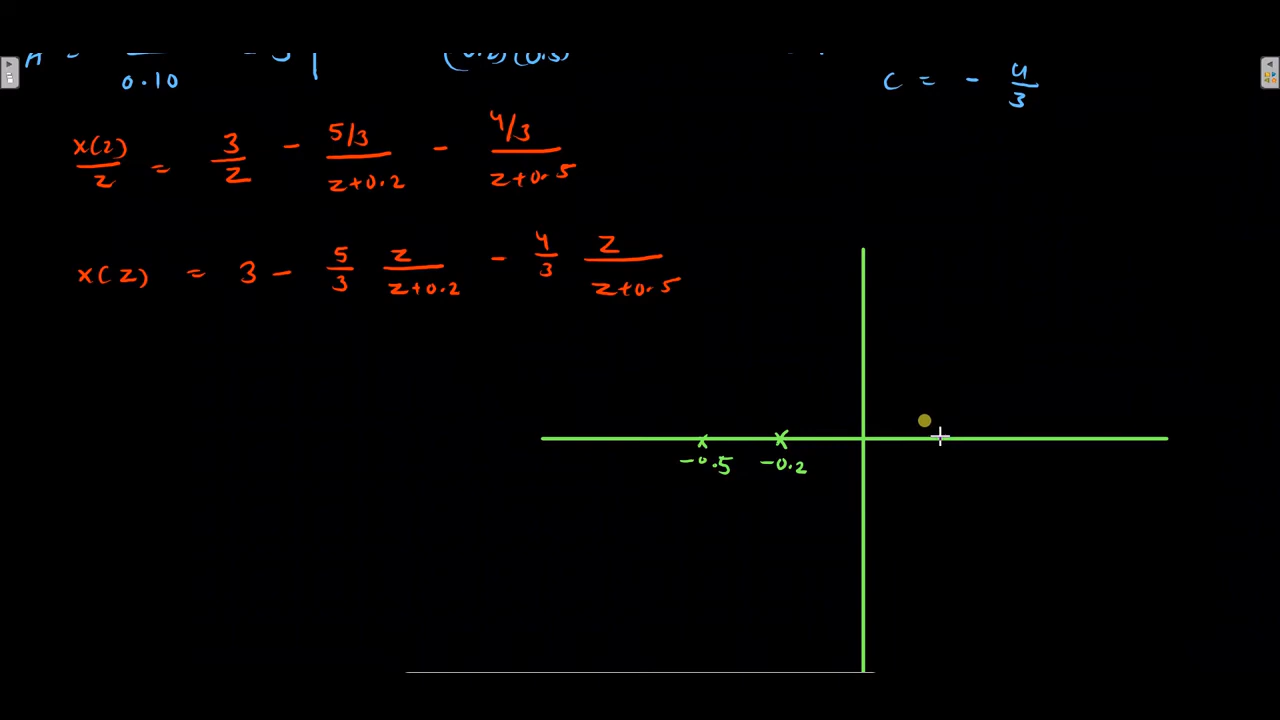 0.10
C = - 4/3
X(z)/z = 3/z - 5/3/(z+0.2) - 4/3/(z+0.5)
X(z) = 3 - 5/3 z/(z+0.2) - 4/3 z/(z+0.5)
-0.5 -0.2